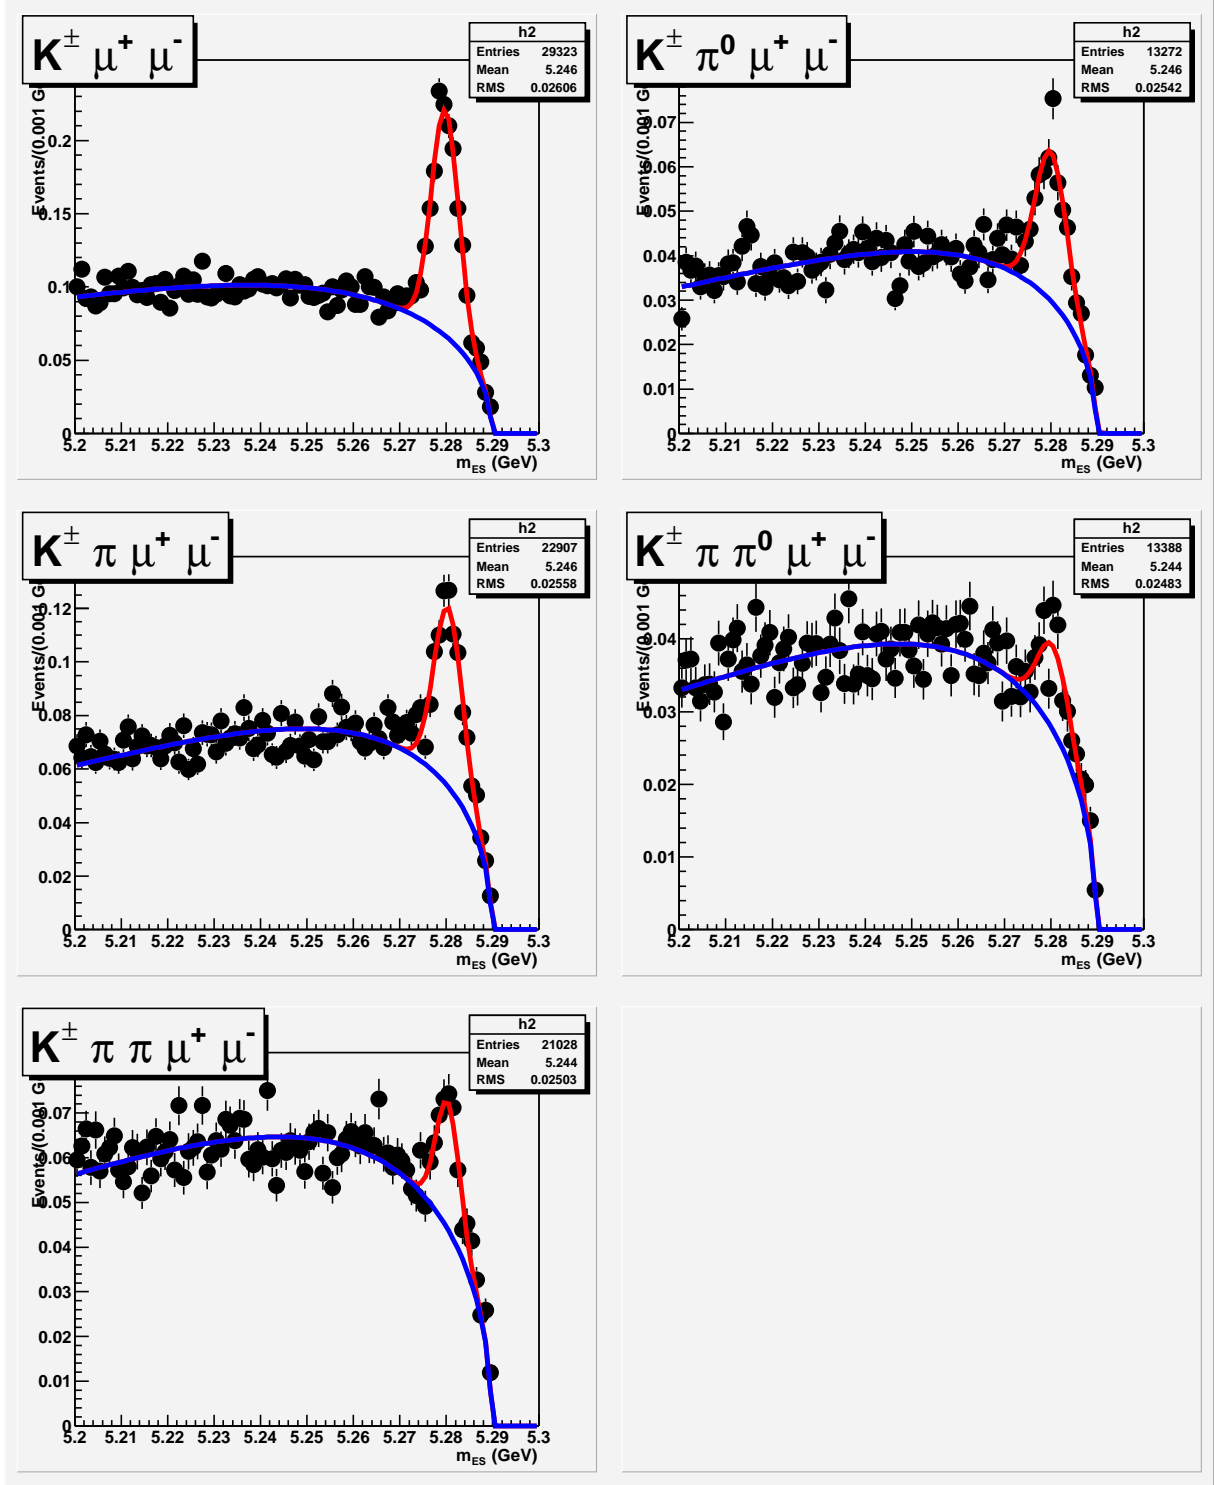 K± μ+ μ-
h2
Entries 29323
Mean 5.246
RMS 0.02606
Events/(0.001 G
0.2
0.15
0.1
0.05
0
5.2 5.21 5.22 5.23 5.24 5.25 5.26 5.27 5.28 5.29 5.3
mES (GeV)
K± π0 μ+ μ-
h2
Entries 13272
Mean 5.246
RMS 0.02542
Events/(0.001 G
0.07
0.06
0.05
0.04
0.03
0.02
0.01
0
5.2 5.21 5.22 5.23 5.24 5.25 5.26 5.27 5.28 5.29 5.3
mES (GeV)
K± π μ+ μ-
h2
Entries 22907
Mean 5.246
RMS 0.02558
Events/(0.001 G
0.12
0.1
0.08
0.06
0.04
0.02
0
5.2 5.21 5.22 5.23 5.24 5.25 5.26 5.27 5.28 5.29 5.3
mES (GeV)
K± π π0 μ+ μ-
h2
Entries 13388
Mean 5.244
RMS 0.02483
Events/(0.001 G
0.04
0.03
0.02
0.01
0
5.2 5.21 5.22 5.23 5.24 5.25 5.26 5.27 5.28 5.29 5.3
mES (GeV)
K± π π μ+ μ-
h2
Entries 21028
Mean 5.244
RMS 0.02503
Events/(0.001 G
0.07
0.06
0.05
0.04
0.03
0.02
0.01
0
5.2 5.21 5.22 5.23 5.24 5.25 5.26 5.27 5.28 5.29 5.3
mES (GeV)